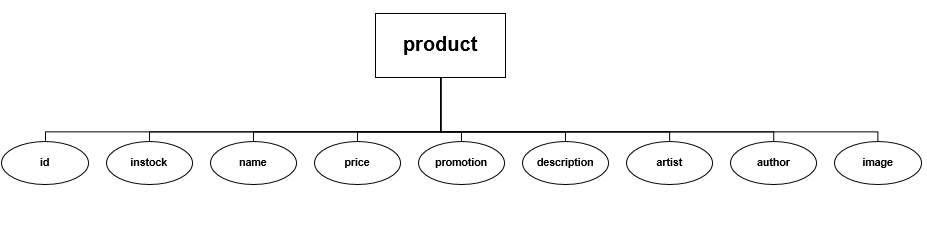 product
id
instock
name
price
promotion
description
artist
author
image